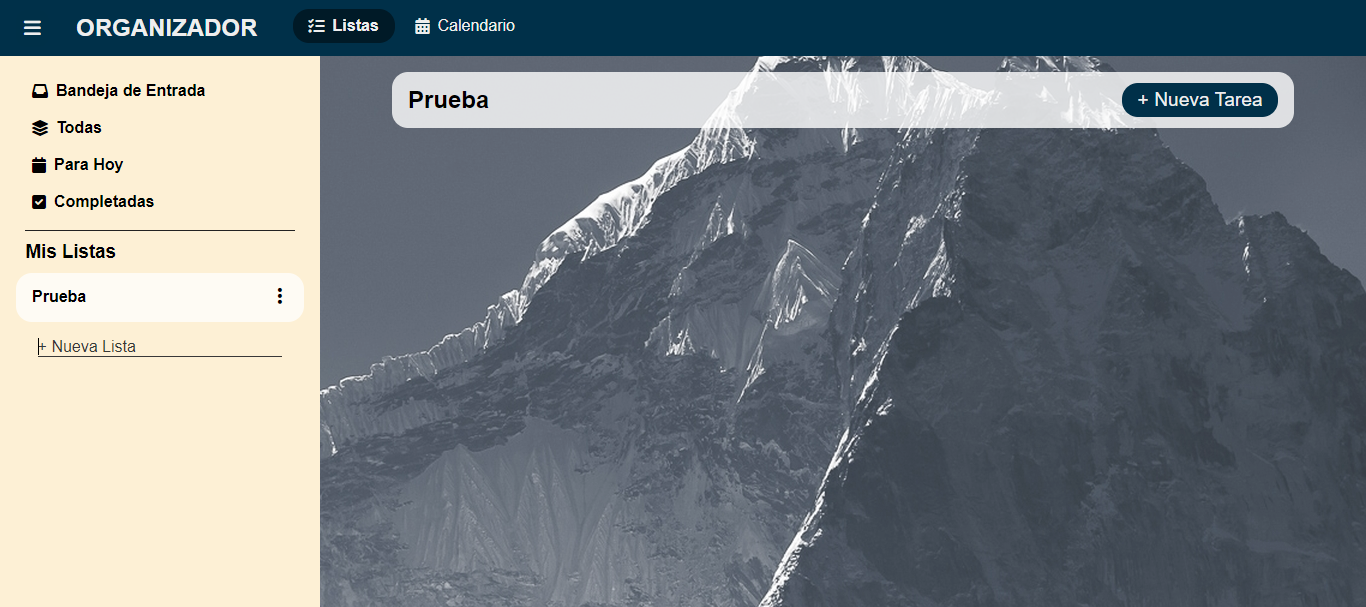 ORGANIZADOR Listas Calendario
Bandeja de Entrada
Todas
Para Hoy
Completadas
Mis Listas
Prueba
+ Nueva Lista
Prueba + Nueva Tarea